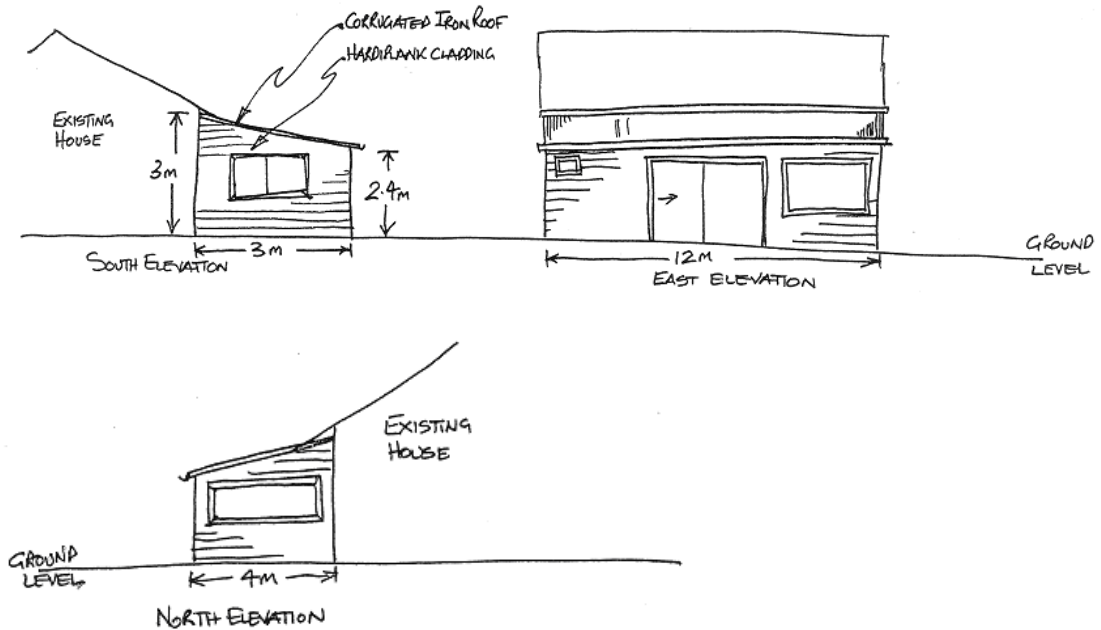 CORRUGATED IRON ROOF
HARDIPLANK CLADDING
EXISTING
HOUSE
3m
2.4m
3m
SOUTH ELEVATION
12m
EAST ELEVATION
GROUND
LEVEL
EXISTING
HOUSE
GROUND
LEVEL
4m
NORTH ELEVATION